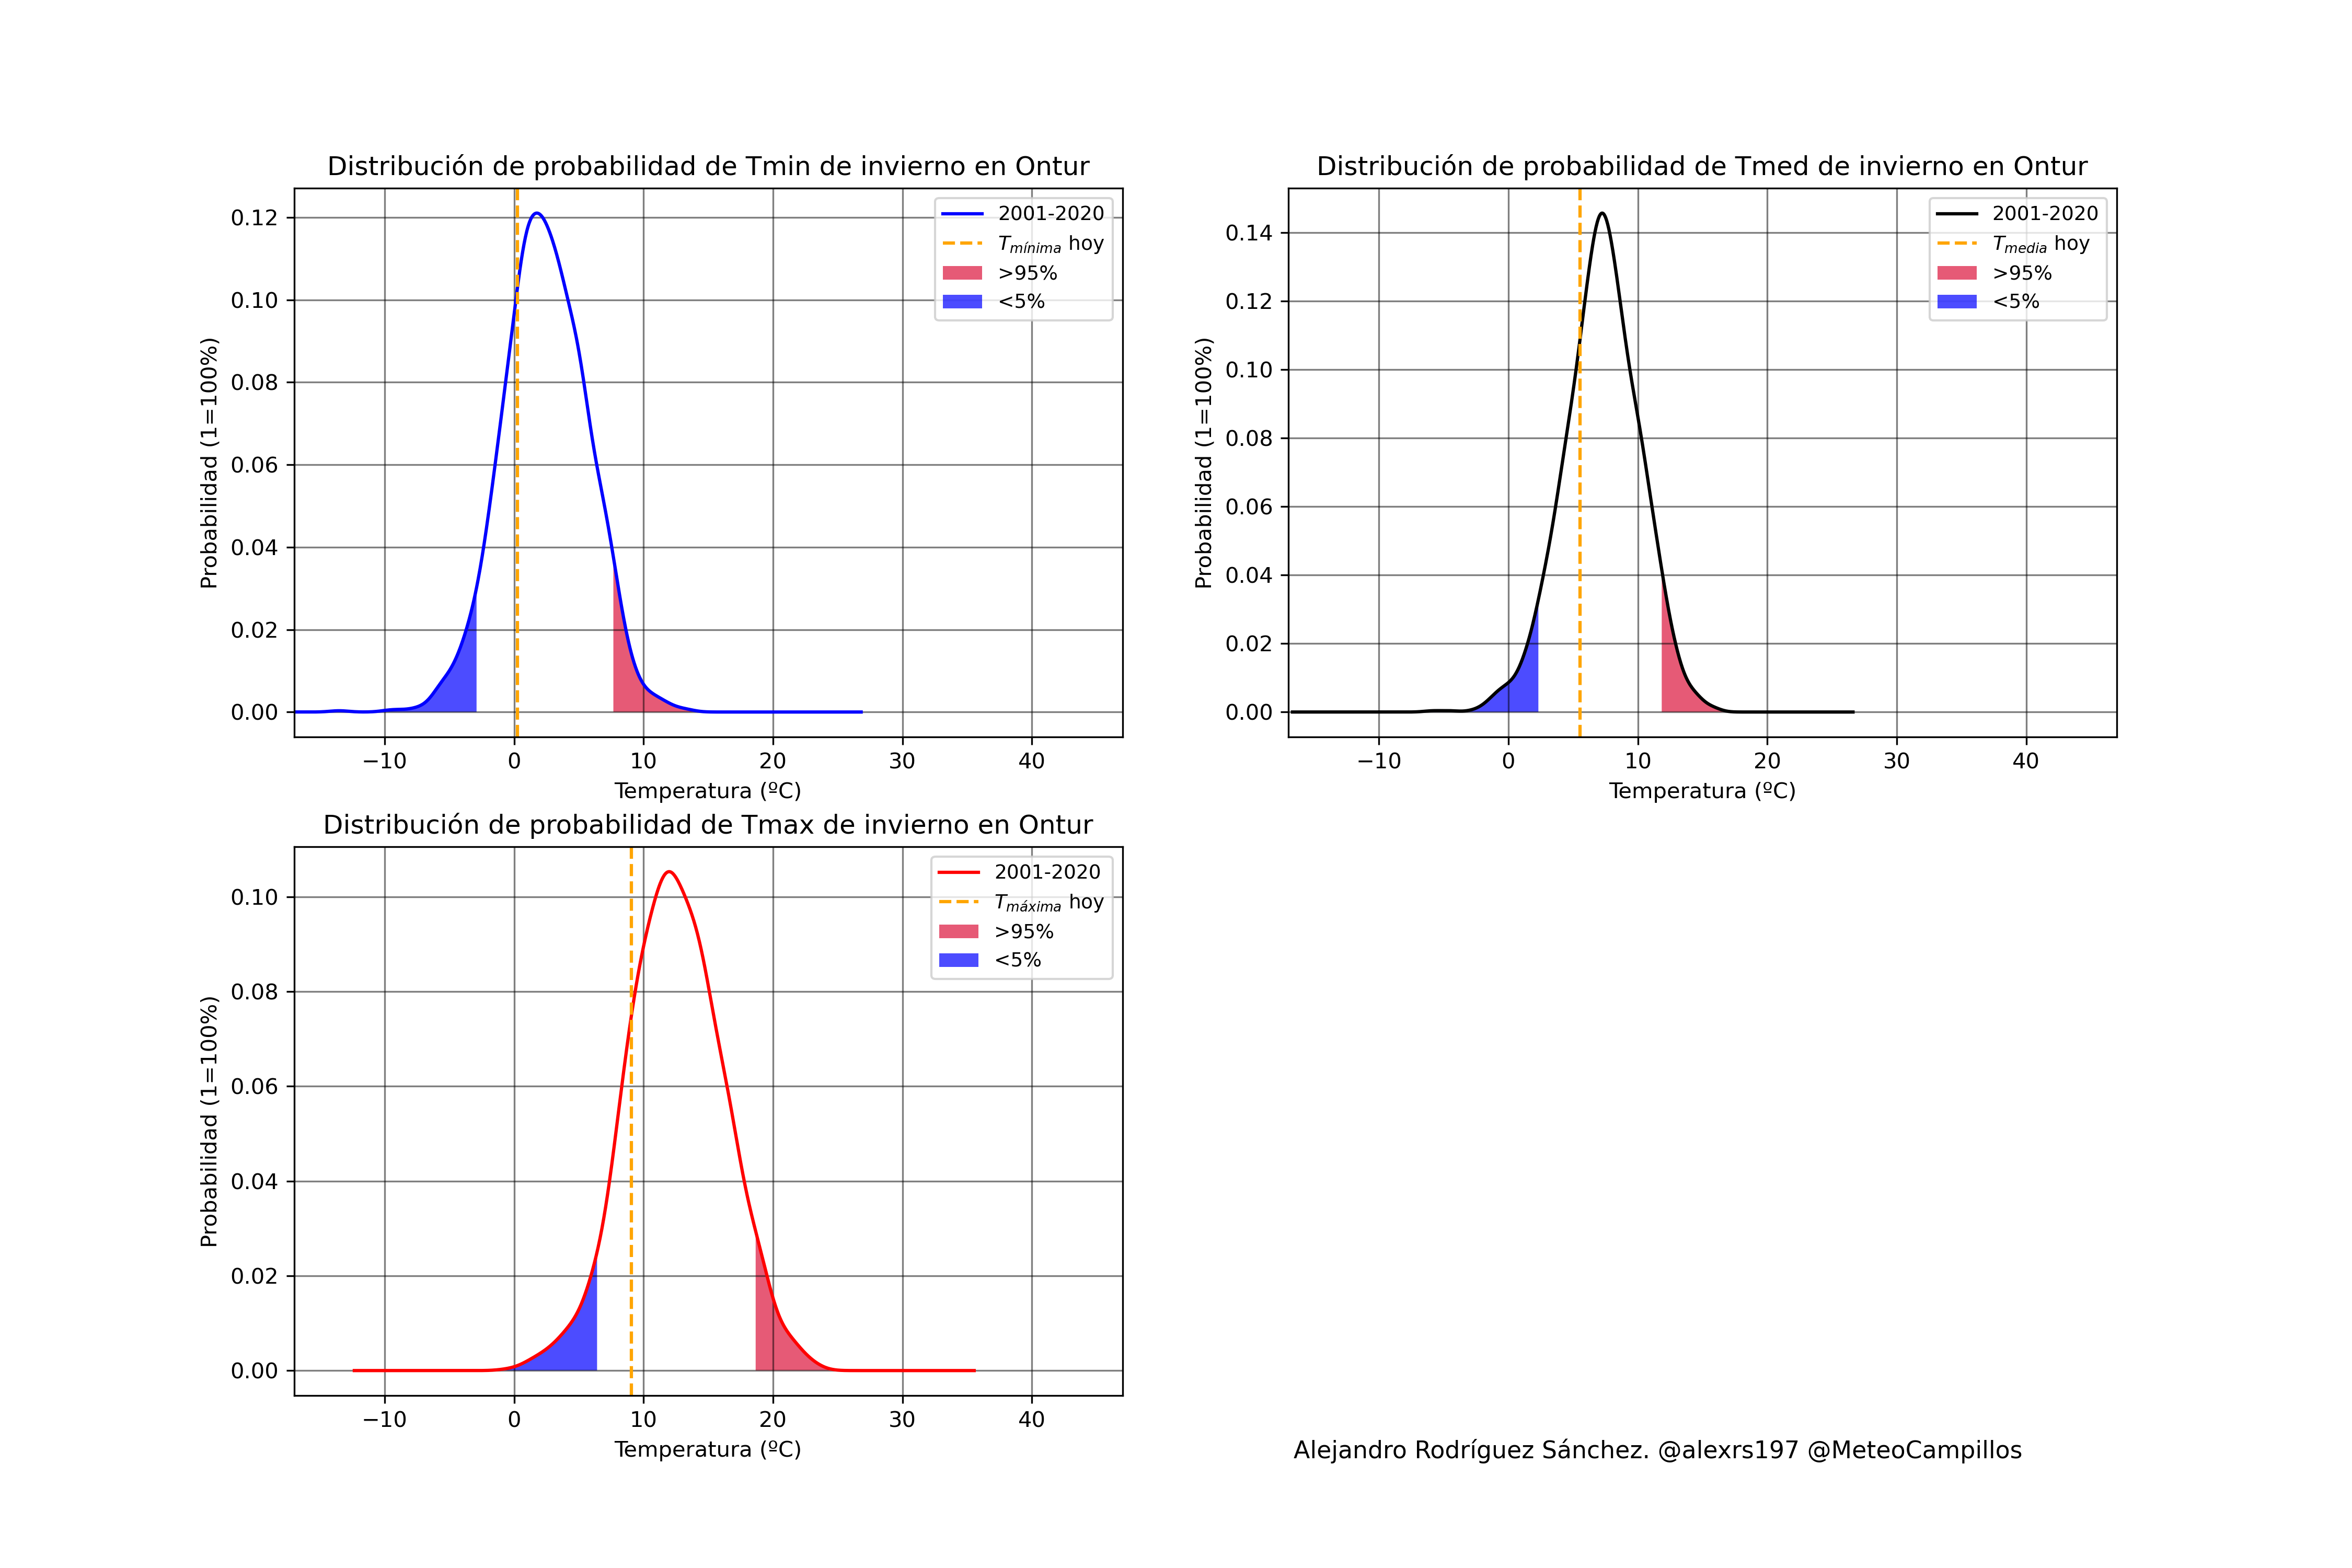 Distribución de probabilidad de Tmin de invierno en Ontur
0.12
0.10
0.08
0.06
0.04
0.02
0.00
Probabilidad (1=100%)
2001-2020
Tmínima hoy
>95%
<5%
−10 0 10 20 30 40
Temperatura (ºC)
Distribución de probabilidad de Tmed de invierno en Ontur
0.14
0.12
0.10
0.08
0.06
0.04
0.02
0.00
Probabilidad (1=100%)
2001-2020
Tmedia hoy
>95%
<5%
−10 0 10 20 30 40
Temperatura (ºC)
Distribución de probabilidad de Tmax de invierno en Ontur
0.10
0.08
0.06
0.04
0.02
0.00
Probabilidad (1=100%)
2001-2020
Tmáxima hoy
>95%
<5%
−10 0 10 20 30 40
Temperatura (ºC)
Alejandro Rodríguez Sánchez. @alexrs197 @MeteoCampillos